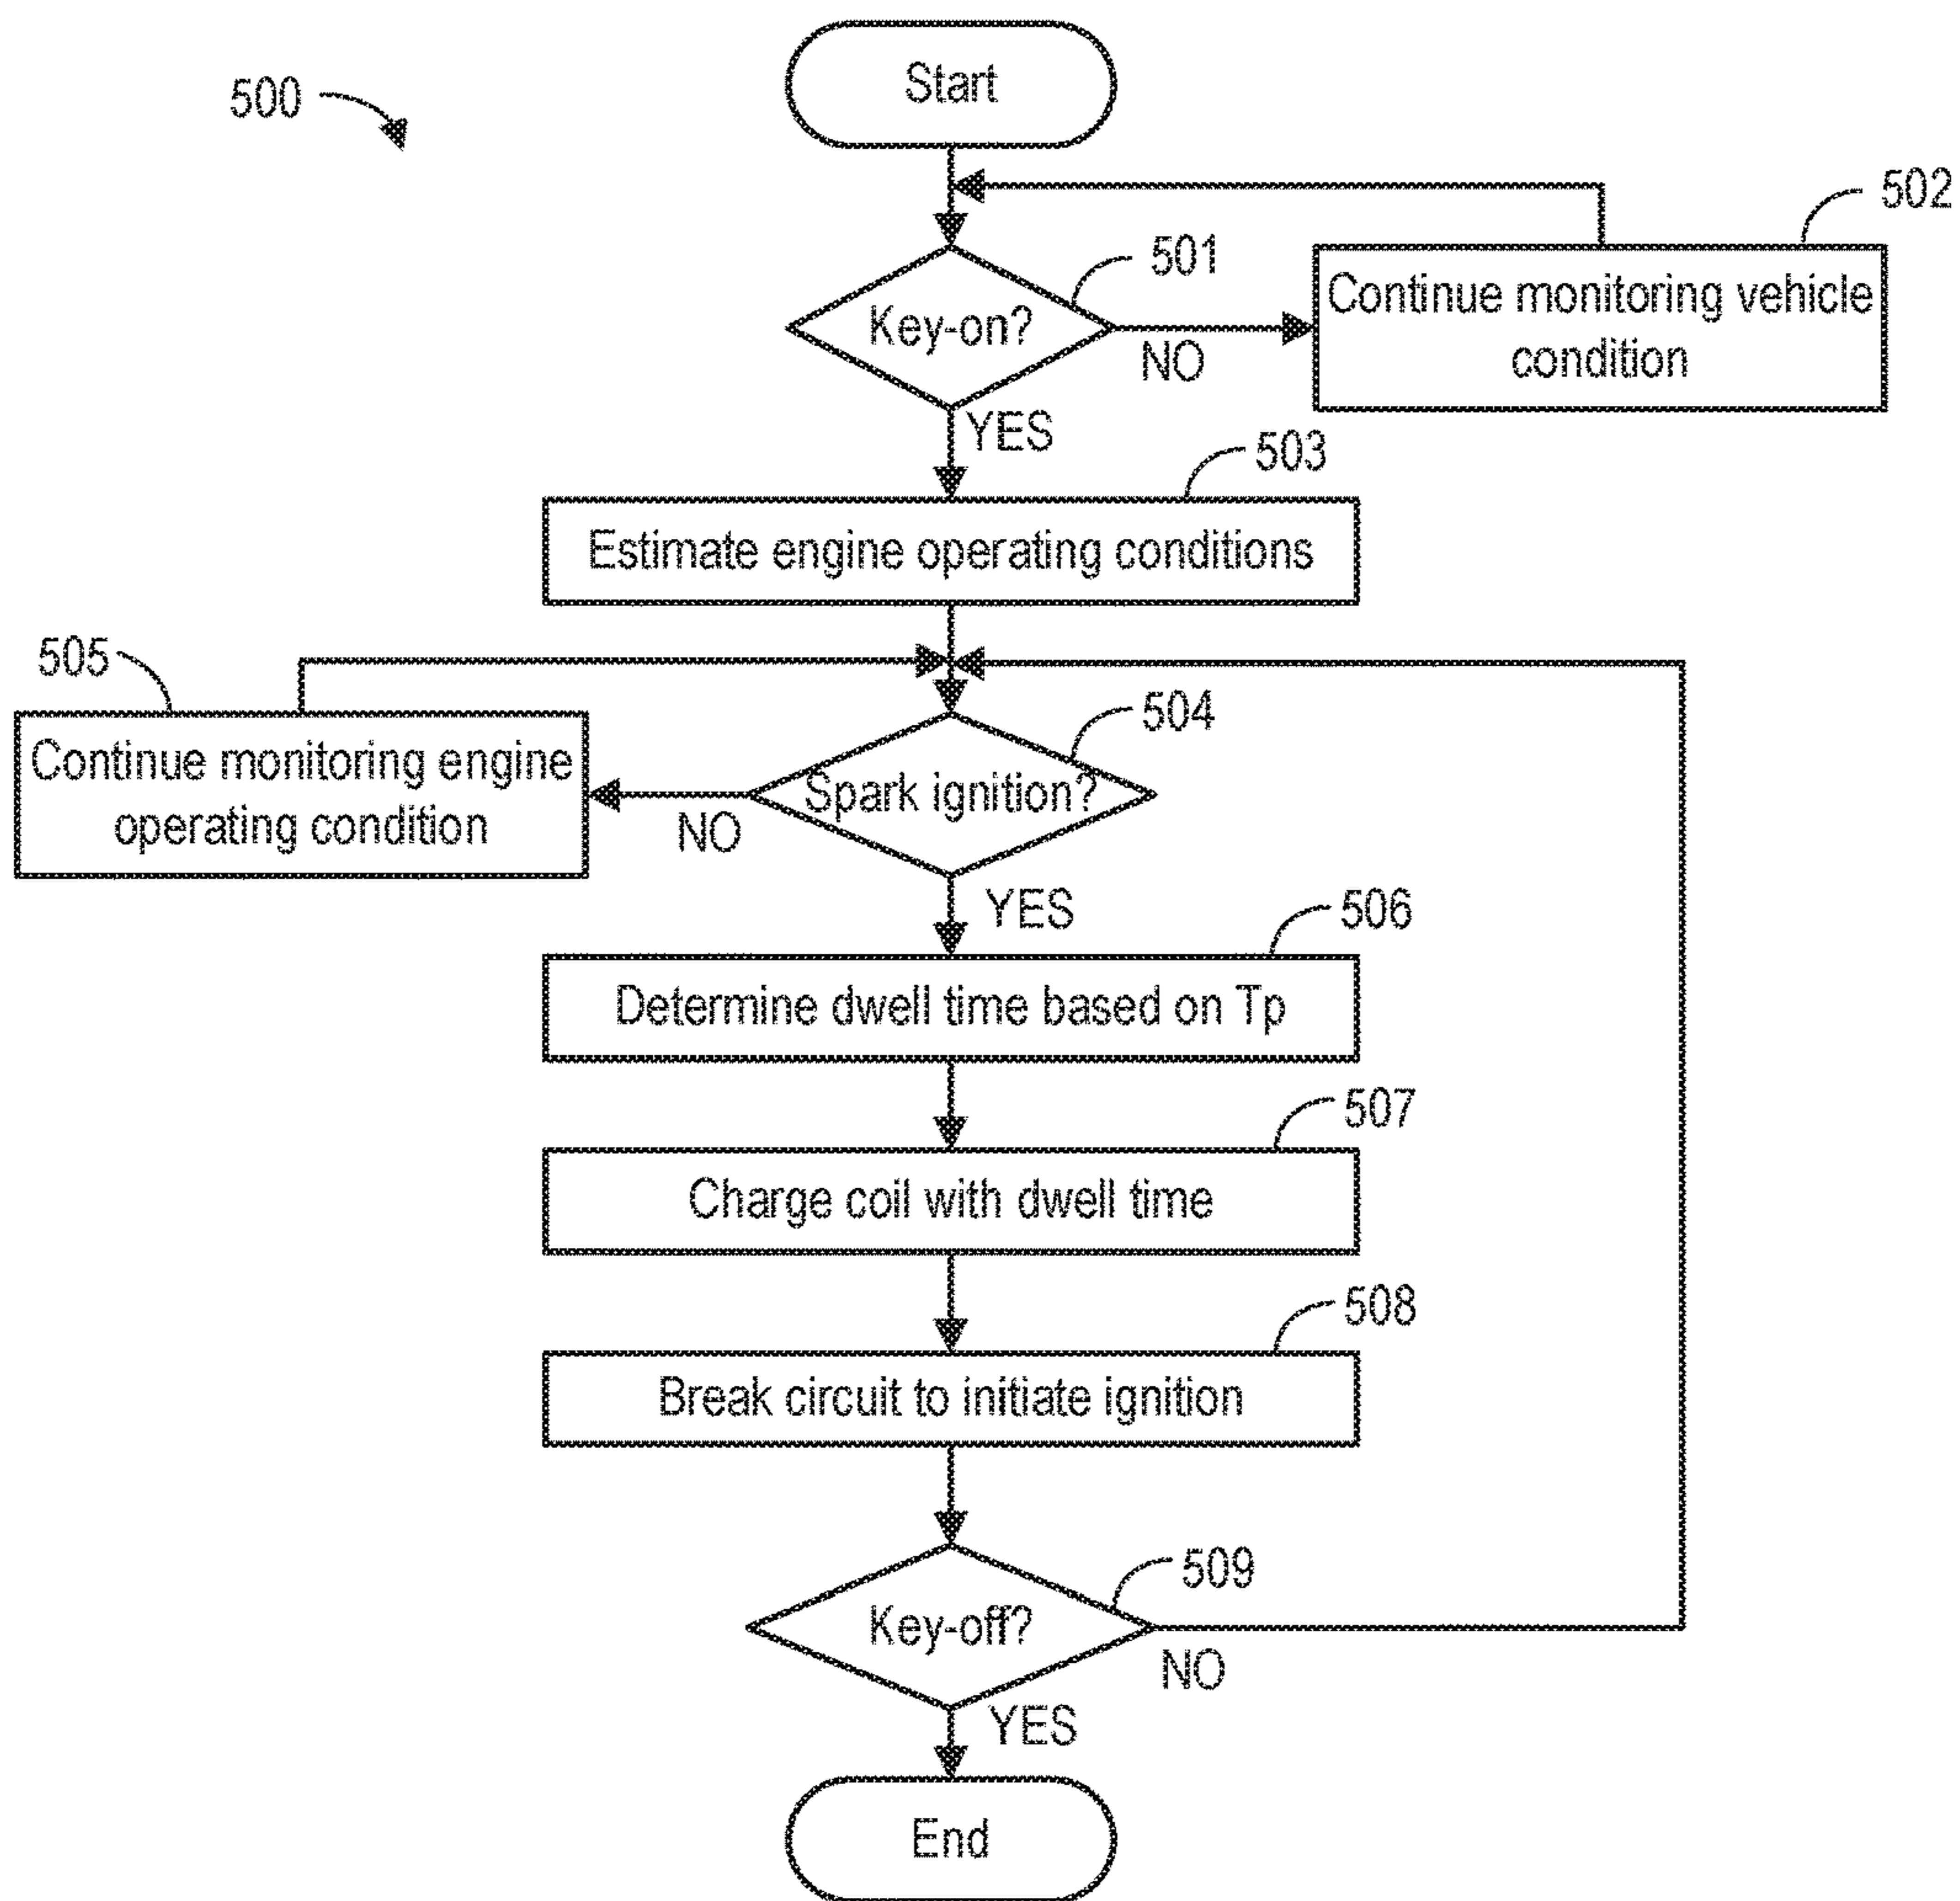 Start
500
502
501
Key-on?
NO
Continue monitoring vehicle
condition
YES
503
Estimate engine operating conditions
505
504
Continue monitoring engine
operating condition
Spark ignition?
NO
YES
506
Determine dwell time based on Tp
507
Charge coil with dwell time
508
Break circuit to initiate ignition
509
Key-off?
NO
YES
End